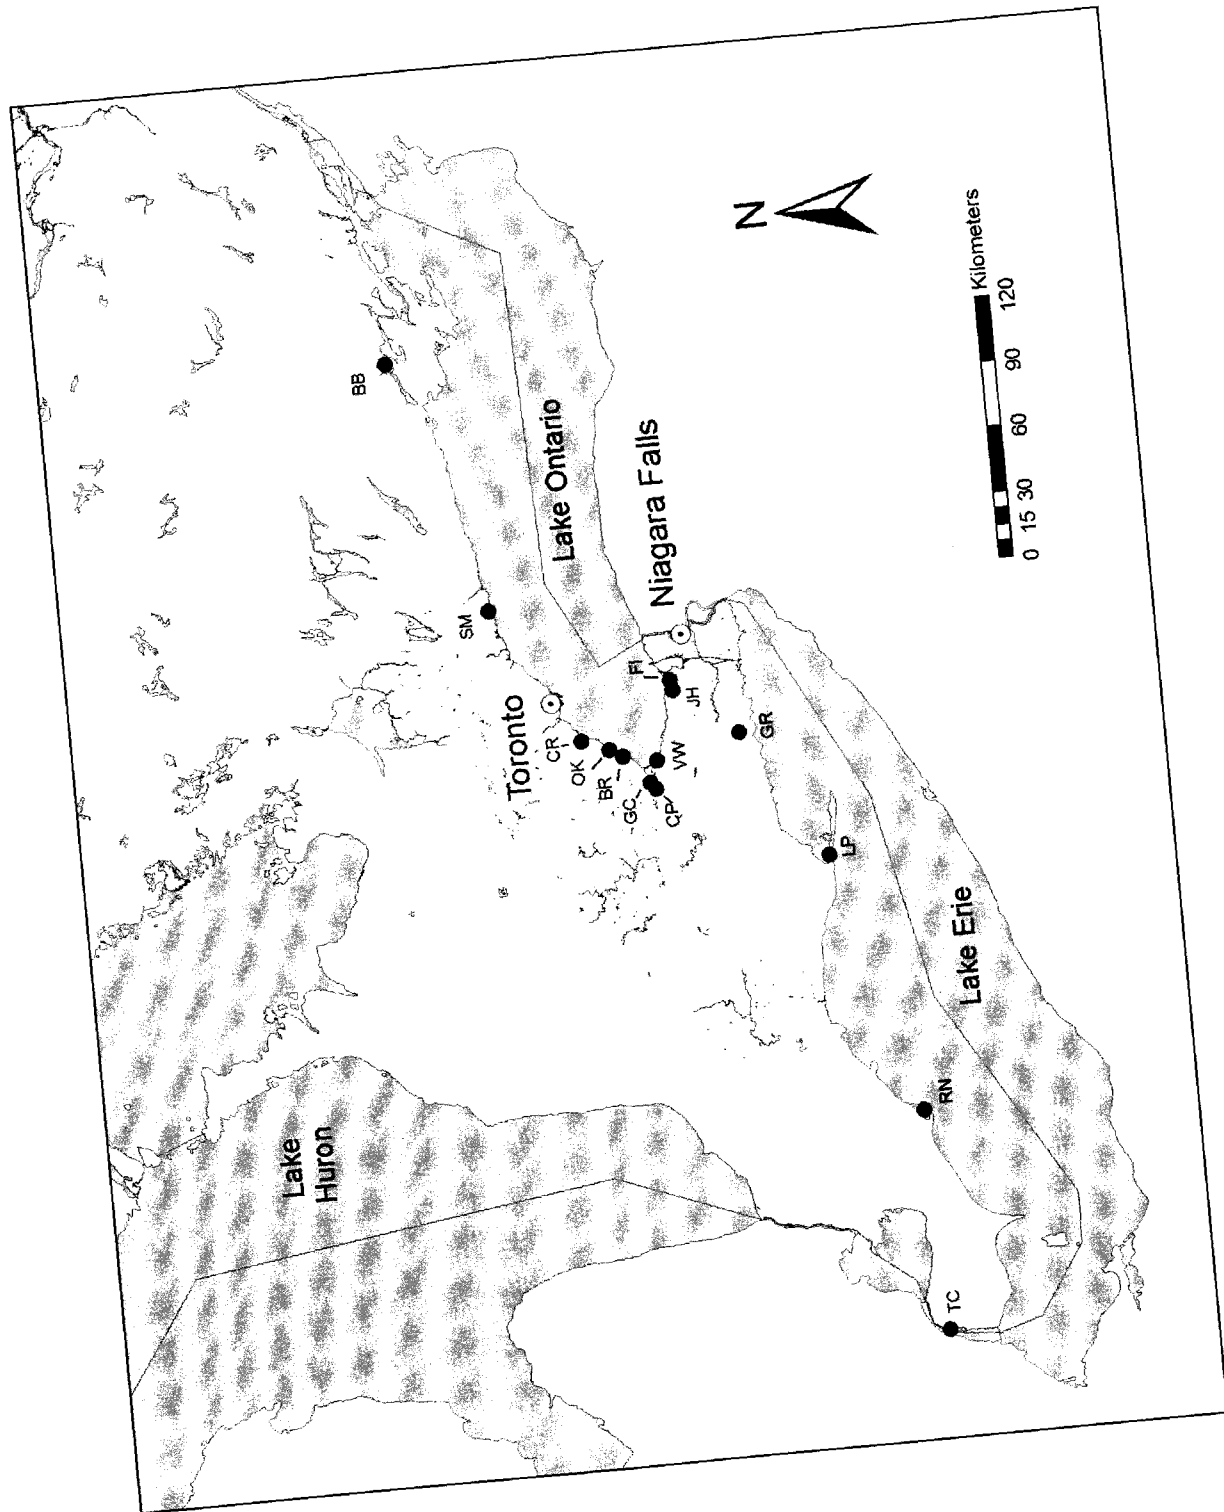 Lake
Huron
BB
SM
Toronto
Lake Ontario
CR
OK
BR
GC
CP
VW
FI
JH
Niagara Falls
GR
LP
Lake Erie
RN
TC
N
Kilometers
0 15 30 60 90 120